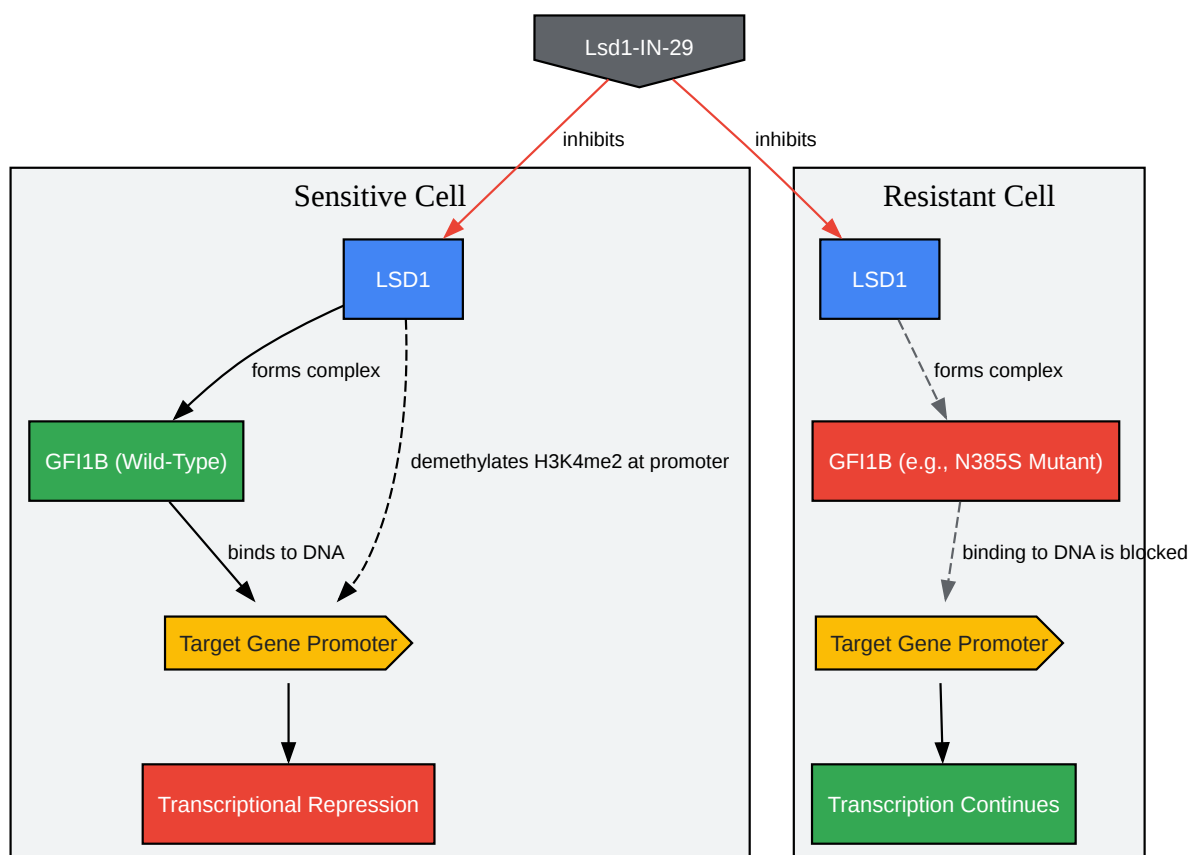 Lsd1-IN-29
inhibits
inhibits
Sensitive Cell
Resistant Cell
LSD1
LSD1
forms complex
forms complex
GFI1B (Wild-Type)
demethylates H3K4me2 at promoter
GFI1B (e.g., N385S Mutant)
binds to DNA
binding to DNA is blocked
Target Gene Promoter
Target Gene Promoter
Transcriptional Repression
Transcription Continues